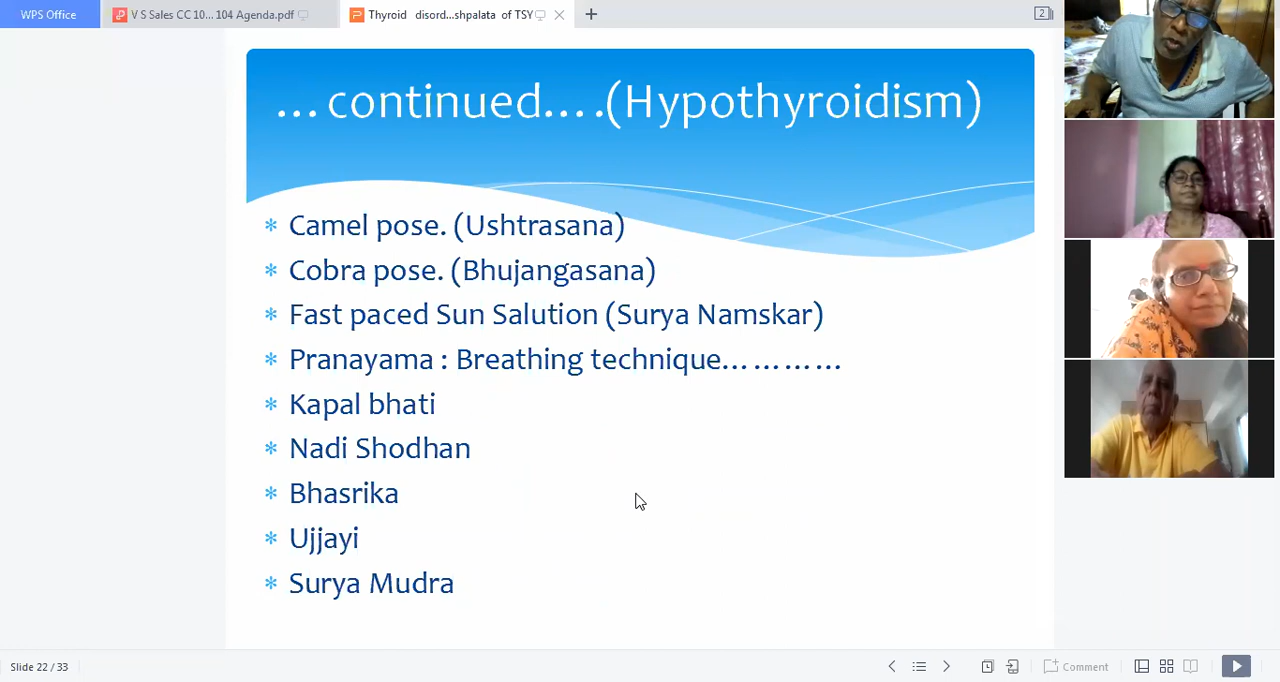 WPS Office
V S Sales CC 10... 104 Agenda.pdf
Thyroid disord...shpalata of TSY
2
...continued....(Hypothyroidism)
* Camel pose. (Ushtrasana)
* Cobra pose. (Bhujangasana)
* Fast paced Sun Salution (Surya Namskar)
* Pranayama : Breathing technique............
* Kapal bhati
* Nadi Shodhan
* Bhasrika
* Ujjayi
* Surya Mudra
Slide 22 / 33
Comment